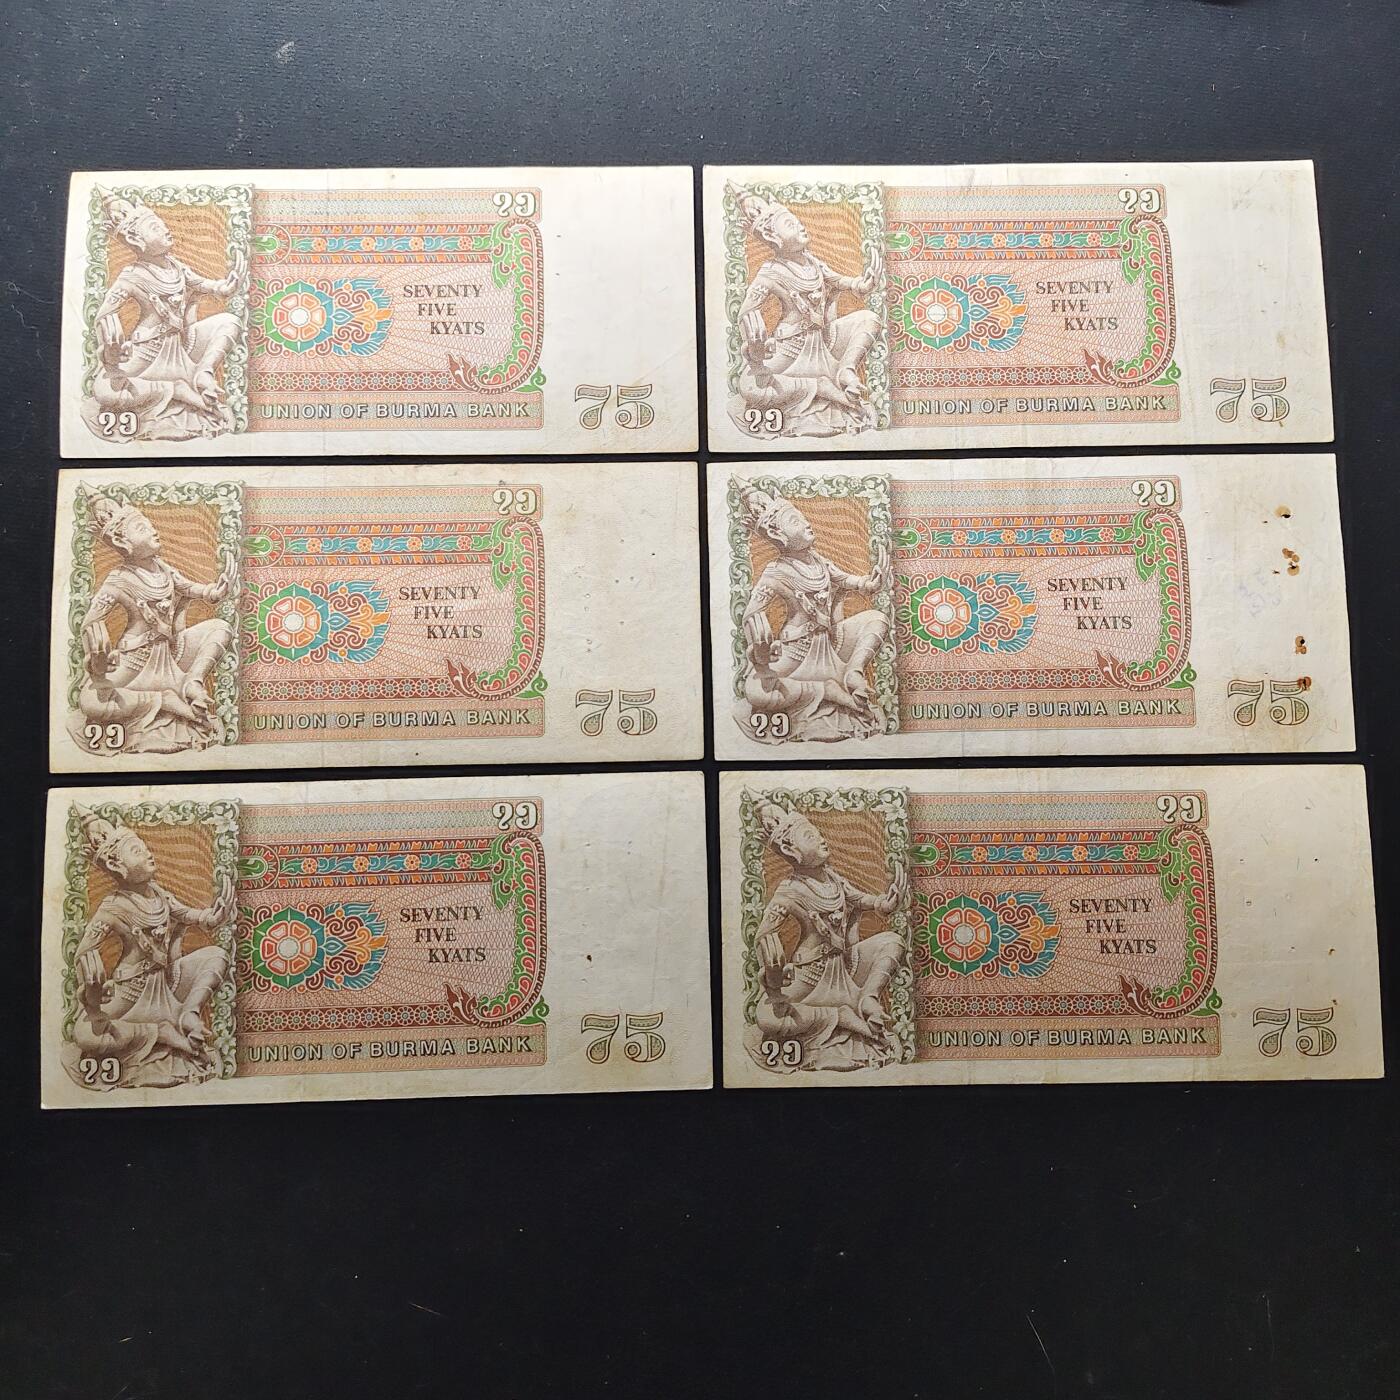 ၇၅
SEVENTY
FIVE
KYATS
၇၅
UNION OF BURMA BANK
75
၇၅
SEVENTY
FIVE
KYATS
၇၅
UNION OF BURMA BANK
75
၇၅
SEVENTY
FIVE
KYATS
၇၅
UNION OF BURMA BANK
75
၇၅
SEVENTY
FIVE
KYATS
၇၅
UNION OF BURMA BANK
75
၇၅
SEVENTY
FIVE
KYATS
၇၅
UNION OF BURMA BANK
75
၇၅
SEVENTY
FIVE
KYATS
၇၅
UNION OF BURMA BANK
75